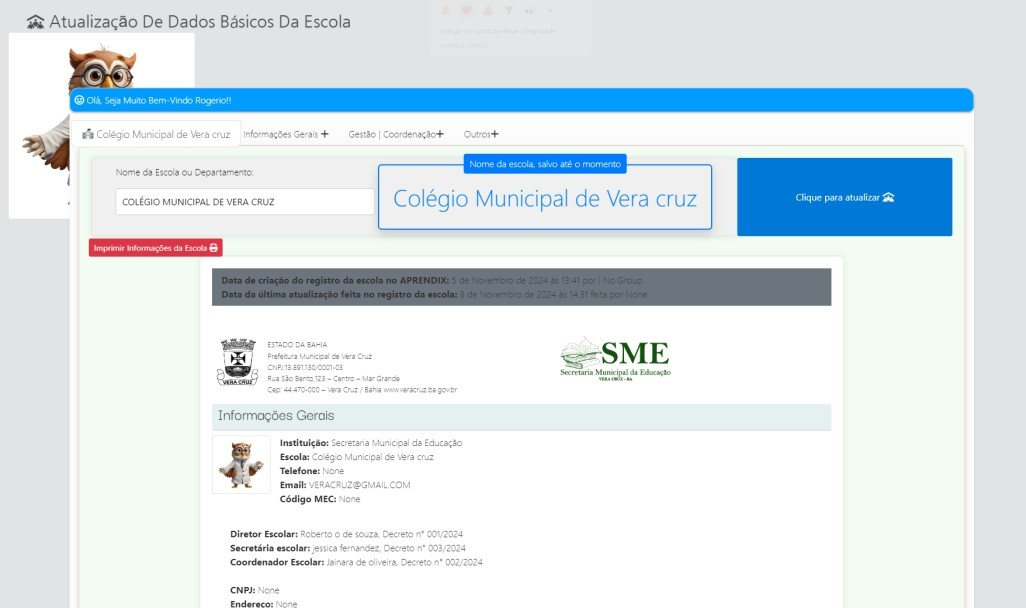 Atualização De Dados Básicos Da Escola
Olá, Seja Muito Bem-Vindo Rogerio!!
Colégio Municipal de Vera cruz
Informações Gerais +
Gestão | Coordenação+
Outros+
Nome da Escola ou Departamento:
COLÉGIO MUNICIPAL DE VERA CRUZ
Nome da escola, salvo até o momento
Colégio Municipal de Vera cruz
Clique para atualizar
Imprimir Informações da Escola
Data de criação do registro da escola no APRENDIX: 5 de Novembro de 2024 às 13:41 por | No Group
Data da última atualização feita no registro da escola: 8 de Novembro de 2024 às 14:31 feita por None
VERA CRUZ
ESTADO DA BAHIA
Prefeitura Municipal de Vera Cruz
CNPJ:13.891.130/0001-03
Rua São Bento,123 – Centro – Mar Grande
Cep: 44.470-000 – Vera Cruz / Bahia www.veracruz.ba.gov.br
SME
Secretaria Municipal da Educação
VERA CRUZ - BA
Informações Gerais
Instituição: Secretaria Municipal da Educação
Escola: Colégio Municipal de Vera cruz
Telefone: None
Email: VERACRUZ@GMAIL.COM
Código MEC: None
Diretor Escolar: Roberto o de souza, Decreto n° 001/2024
Secretária escolar: jessica fernandez, Decreto n° 003/2024
Coordenador Escolar: Jainara de oliveira, Decreto n° 002/2024
CNPJ: None
Endereço: None